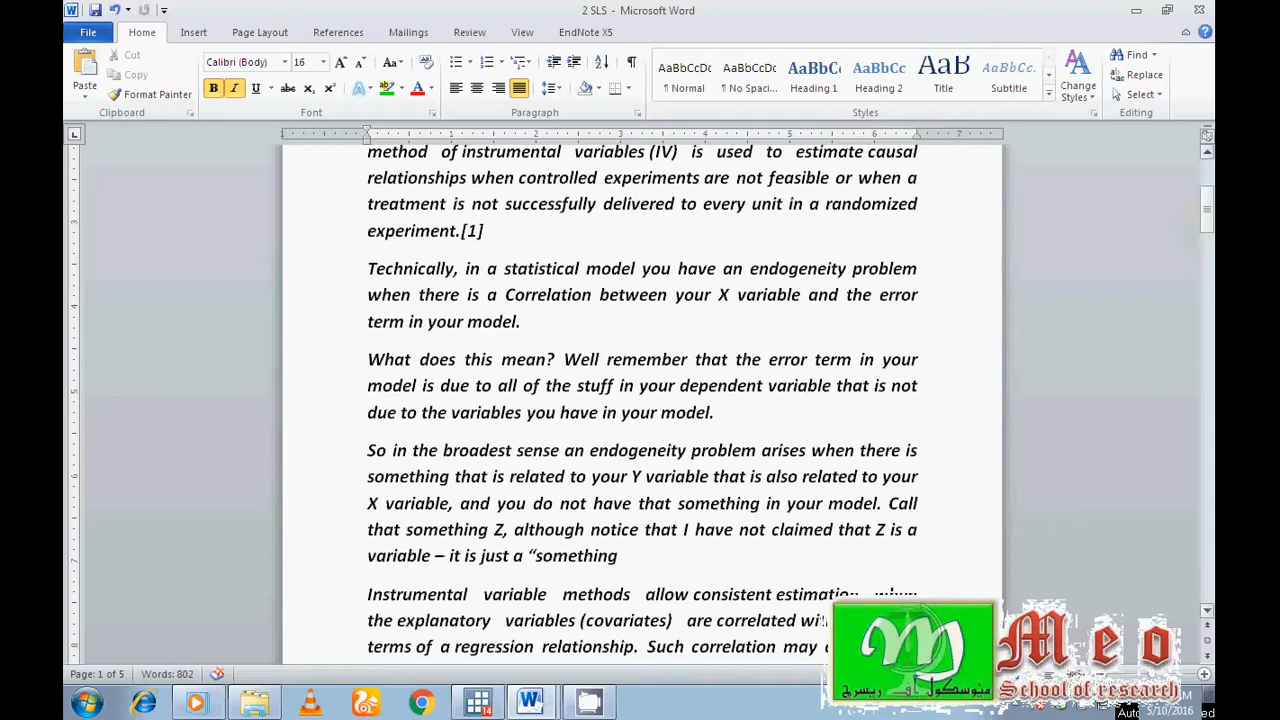 2 SLS - Microsoft Word
File Home Insert Page Layout References Mailings Review View EndNote X5
Paste
Cut
Copy
Format Painter
Clipboard
Calibri (Body) 16
Font
Paragraph
AaBbCcDc AaBbCcDc AaBbC AaBbCc AaB AaBbCc.
¶ Normal ¶ No Spaci... Heading 1 Heading 2 Title Subtitle
Change Styles
Styles
Find
Replace
Select
Editing
method of instrumental variables (IV) is used to estimate causal
relationships when controlled experiments are not feasible or when a
treatment is not successfully delivered to every unit in a randomized
experiment.[1]
Technically, in a statistical model you have an endogeneity problem
when there is a Correlation between your X variable and the error
term in your model.
What does this mean? Well remember that the error term in your
model is due to all of the stuff in your dependent variable that is not
due to the variables you have in your model.
So in the broadest sense an endogeneity problem arises when there is
something that is related to your Y variable that is also related to your
X variable, and you do not have that something in your model. Call
that something Z, although notice that I have not claimed that Z is a
variable – it is just a “something
Instrumental variable methods allow consistent estimation when
the explanatory variables (covariates) are correlated
terms of a regression relationship. Such correlation may
Page: 1 of 5 Words: 802
Meo
School of research
میو سکول آف ریسرچ
5/10/2016